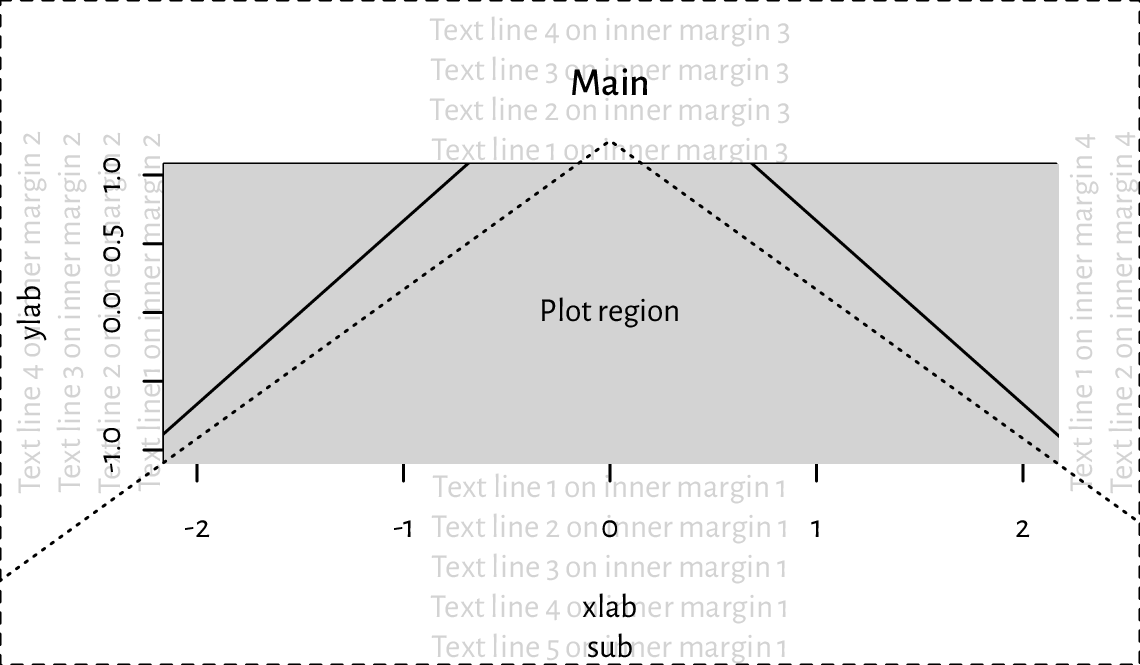 Text line 4 on inner margin 3
Text line 3 on inner margin 3
Main
Text line 2 on inner margin 3
Text line 1 on inner margin 3
Text line 4 on inner margin 2
Text line 3 on inner margin 2
Text line 2 on inner margin 2
Text line 1 on inner margin 2
ylab
1.0
0.5
0.0
-1.0
Plot region
Text line 1 on inner margin 4
Text line 2 on inner margin 4
Text line 1 on inner margin 1
-2
-1
0
1
2
Text line 2 on inner margin 1
Text line 3 on inner margin 1
Text line 4 on inner margin 1
xlab
Text line 5 on inner margin 1
sub